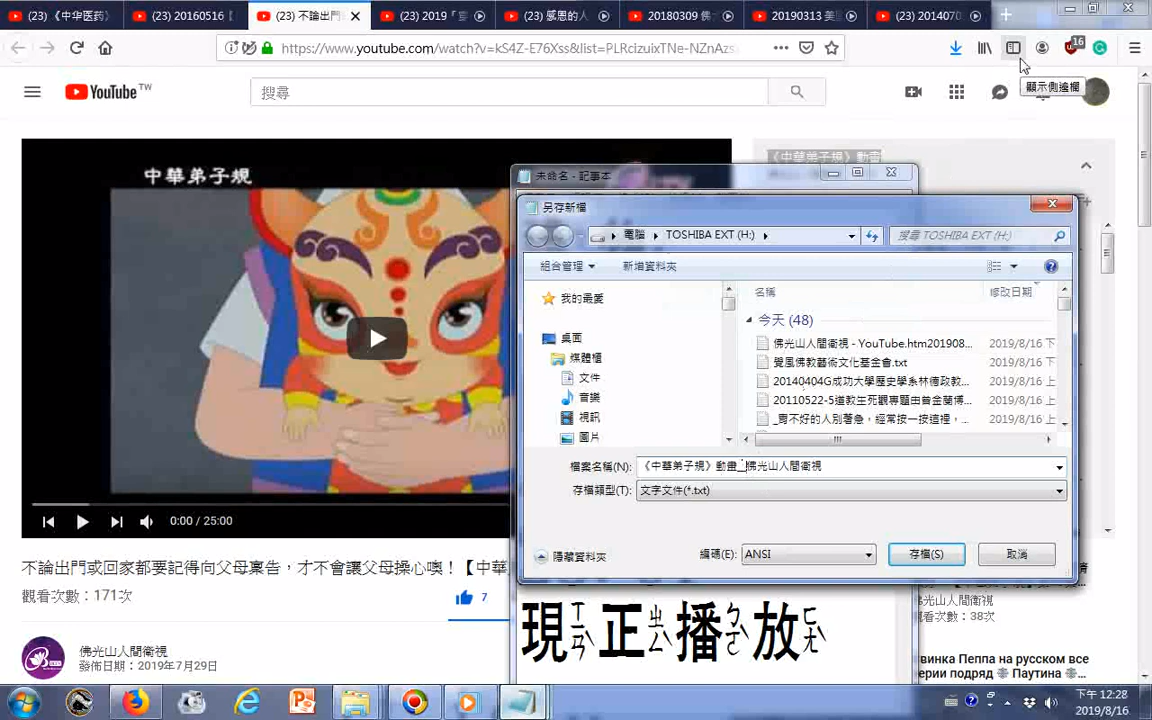 (23) 《中华医药》
(23) 20160516【
(23) 不論出門
(23) 2019「
(23) 感恩的人
20180309 佛
20190313 美
(23) 2014070
https://www.youtube.com/watch?v=kS4Z-E76Xss&list=PLRcIzuixTNe-NZnAzs
16
顯示側邊欄
YouTube TW
搜尋
《中華弟子規》動畫
中華弟子規
0:00 / 25:00
未命名 - 記事本
另存新檔
電腦 ▸ TOSHIBA EXT (H:) ▸
搜尋 TOSHIBA EXT (H:)
組合管理
新增資料夾
我的最愛
桌面
媒體櫃
文件
音樂
視訊
圖片
名稱
修改日期
今天 (48)
佛光山人間衛視 - YouTube.htm201908...
2019/8/16 下
覺風佛教藝術文化基金會.txt
2019/8/16 下
20140404G成功大學歷史學系林德政教...
2019/8/16 上
20110522-5道教生死觀專題由曾金蘭博...
2019/8/16 上
_胃不好的人別著急，經常按一按這裡，...
2019/8/16 上
檔案名稱(N):
《中華弟子規》動畫_佛光山人間衛視
存檔類型(T):
文字文件(*.txt)
隱藏資料夾
編碼(E):
ANSI
存檔(S)
取消
不論出門或回家都要記得向父母稟告，才不會讓父母操心噢！【中華
觀看次數：171次
7
佛光山人間衛視
發佈日期：2019年7月29日
現ㄒㄧㄢˋ正ㄓㄥˋ播ㄅㄛˋ放ㄈㄤˋ
佛光山人間衛視
觀看次數：38次
винка Пеппа на русском все
ерии подряд 🕸 Паутина 🕸...
下午 12:28
2019/8/16